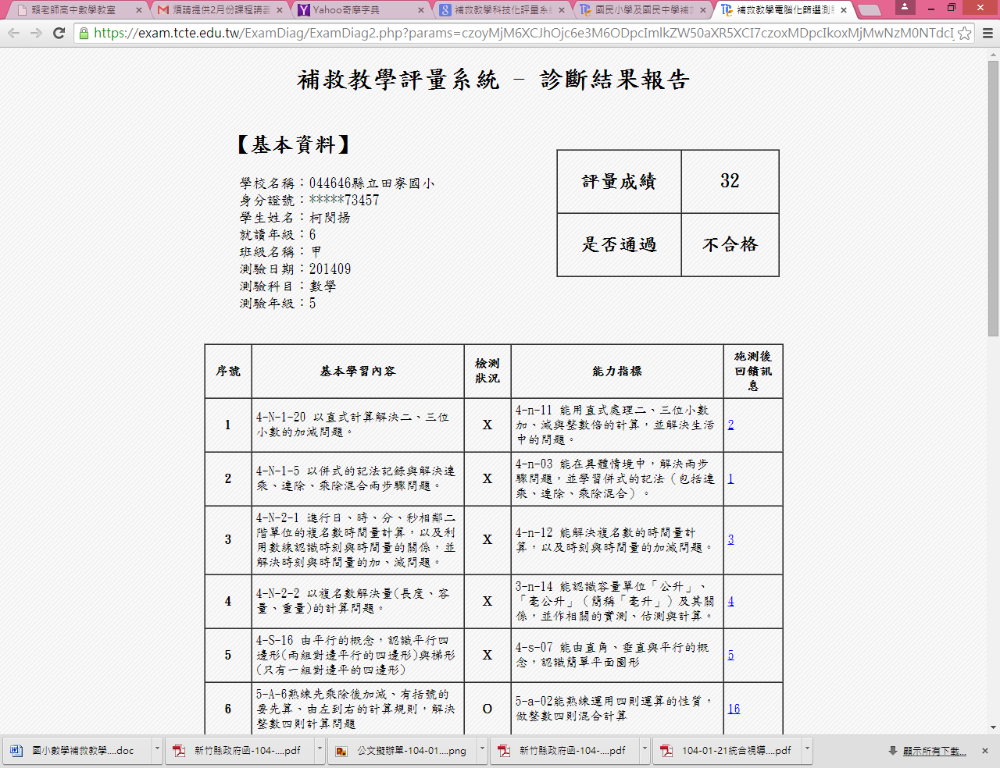 賴老師高中數學教室
煩請提供2月份課程講義
Yahoo奇摩字典
補救教學科技化評量系統
國民小學及國民中學補救
補救教學電腦化篩選測驗
https://exam.tcte.edu.tw/ExamDiag/ExamDiag2.php?params=czoyMjM6XCJhOjc6e3M6ODpcImlkZW50aXR5XCI7czoxMDpcIkoxMjMwNzM0NTdcI
補救教學評量系統 – 診斷結果報告
【基本資料】
學校名稱：044646縣立田寮國小
身分證號：*****73457
學生姓名：柯閔揚
就讀年級：6
班級名稱：甲
測驗日期：201409
測驗科目：數學
測驗年級：5
評量成績 32
是否通過 不合格
序號 基本學習內容 檢測狀況 能力指標 施測後回饋訊息
1 4-N-1-20 以直式計算解決二、三位小數的加減問題。 X 4-n-11 能用直式處理二、三位小數加、減與整數倍的計算，並解決生活中的問題。 2
2 4-N-1-5 以併式的記法記錄與解決連乘、連除、乘除混合兩步驟問題。 X 4-n-03 能在具體情境中，解決兩步驟問題，並學習併式的記法（包括連乘、連除、乘除混合）。 1
3 4-N-2-1 進行日、時、分、秒相鄰二階單位的複名數時間量計算，以及利用數線認識時刻與時間量的關係，並解決時刻與時間量的加、減問題。 X 4-n-12 能解決複名數的時間量計算，以及時刻與時間量的加減問題。 3
4 4-N-2-2 以複名數解決量(長度、容量、重量)的計算問題。 X 3-n-14 能認識容量單位「公升」、「毫公升」（簡稱「毫升」）及其關係，並作相關的實測、估測與計算。 4
5 4-S-16 由平行的概念，認識平行四邊形(兩組對邊平行的四邊形)與梯形(只有一組對邊平的四邊形) X 4-s-07 能由直角、垂直與平行的概念，認識簡單平面圖形 5
6 5-A-6熟練先乘除後加減、有括號的要先算、由左到右的計算規則，解決整數四則計算問題 O 5-a-02能熟練運用四則運算的性質，做整數四則混合計算 16
國小數學補救教學....doc
新竹縣政府函-104-....pdf
公文擬辦單-104-01....png
新竹縣政府函-104-....pdf
104-01-21統合視導....pdf
顯示所有下載...